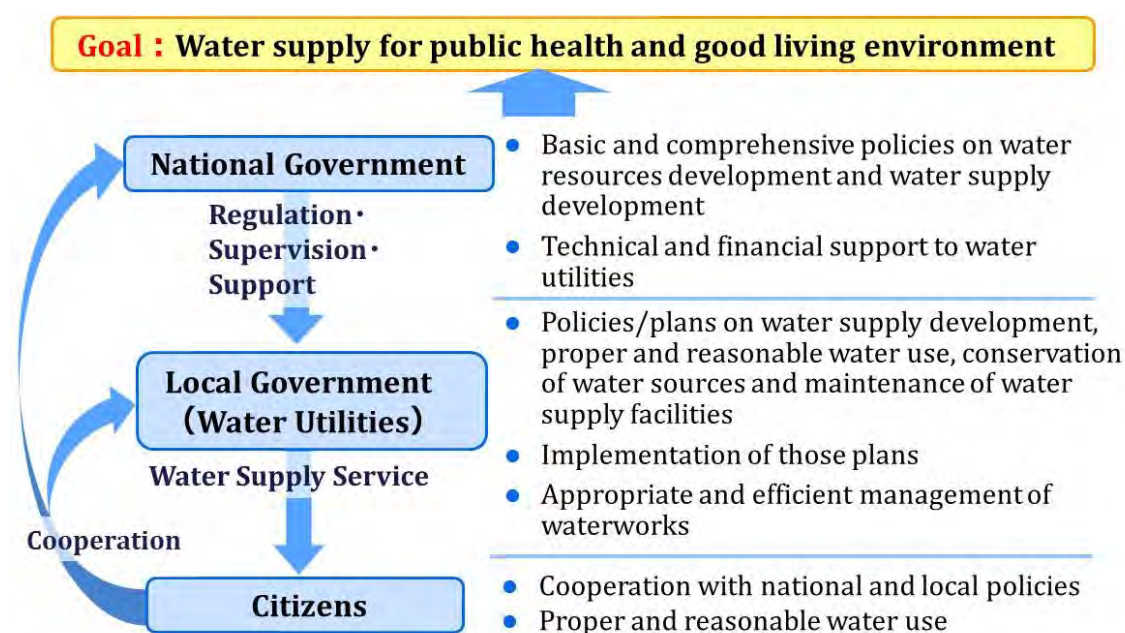 Goal：Water supply for public health and good living environment
National Government
Regulation・
Supervision・
Support
● Basic and comprehensive policies on water
resources development and water supply
development
● Technical and financial support to water
utilities
Local Government
（Water Utilities）
Water Supply Service
● Policies/plans on water supply development,
proper and reasonable water use, conservation
of water sources and maintenance of water
supply facilities
● Implementation of those plans
● Appropriate and efficient management of
waterworks
Cooperation
Citizens
● Cooperation with national and local policies
● Proper and reasonable water use